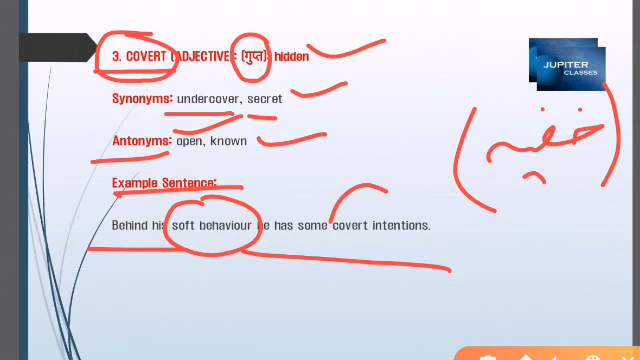 3. COVERT (ADJECTIVE : (गुप्त): hidden
JUPITER
CLASSES
Synonyms: undercover, secret
Antonyms: open, known
خفیہ
Example Sentence:
Behind his soft behaviour he has some covert intentions.